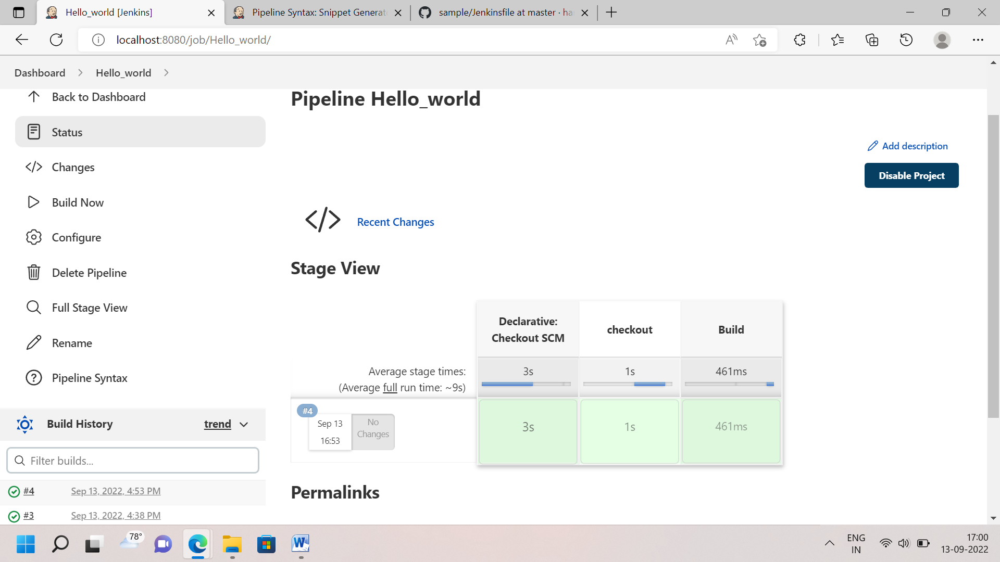 Hello_world [Jenkins]
Pipeline Syntax: Snippet Generat
sample/Jenkinsfile at master · ha
localhost:8080/job/Hello_world/
Dashboard
Hello_world
Back to Dashboard
Status
Changes
Build Now
Configure
Delete Pipeline
Full Stage View
Rename
Pipeline Syntax
Build History
trend
Filter builds...
#4
Sep 13, 2022, 4:53 PM
#3
Sep 13, 2022, 4:38 PM
Pipeline Hello_world
Add description
Disable Project
Recent Changes
Stage View
Declarative:
Checkout SCM
checkout
Build
Average stage times:
(Average full run time: ~9s)
3s
1s
461ms
#4
Sep 13
16:53
No
Changes
3s
1s
461ms
Permalinks
78°
W
ENG
IN
17:00
13-09-2022